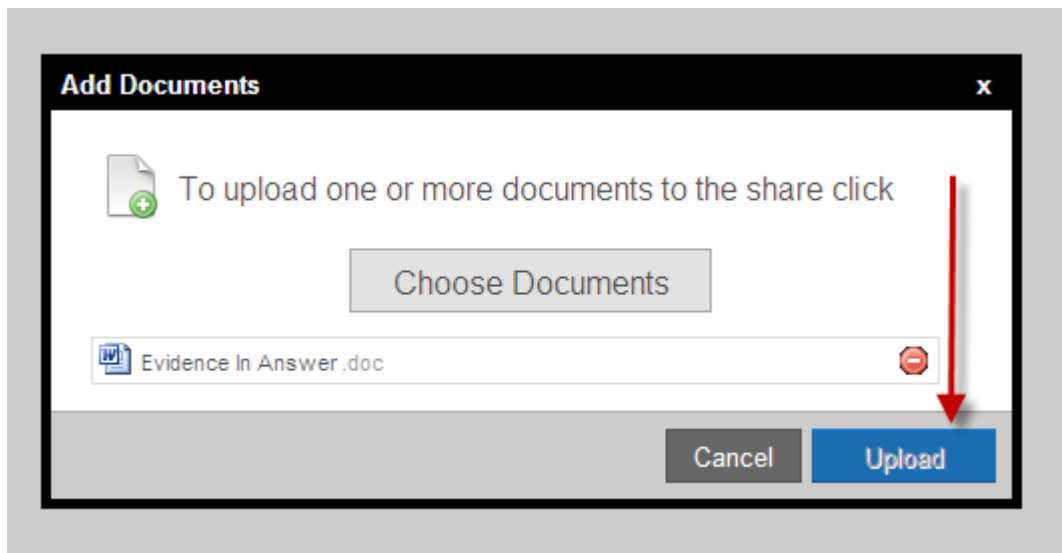 Add Documents x
To upload one or more documents to the share click
Choose Documents
Evidence In Answer.doc
Cancel Upload